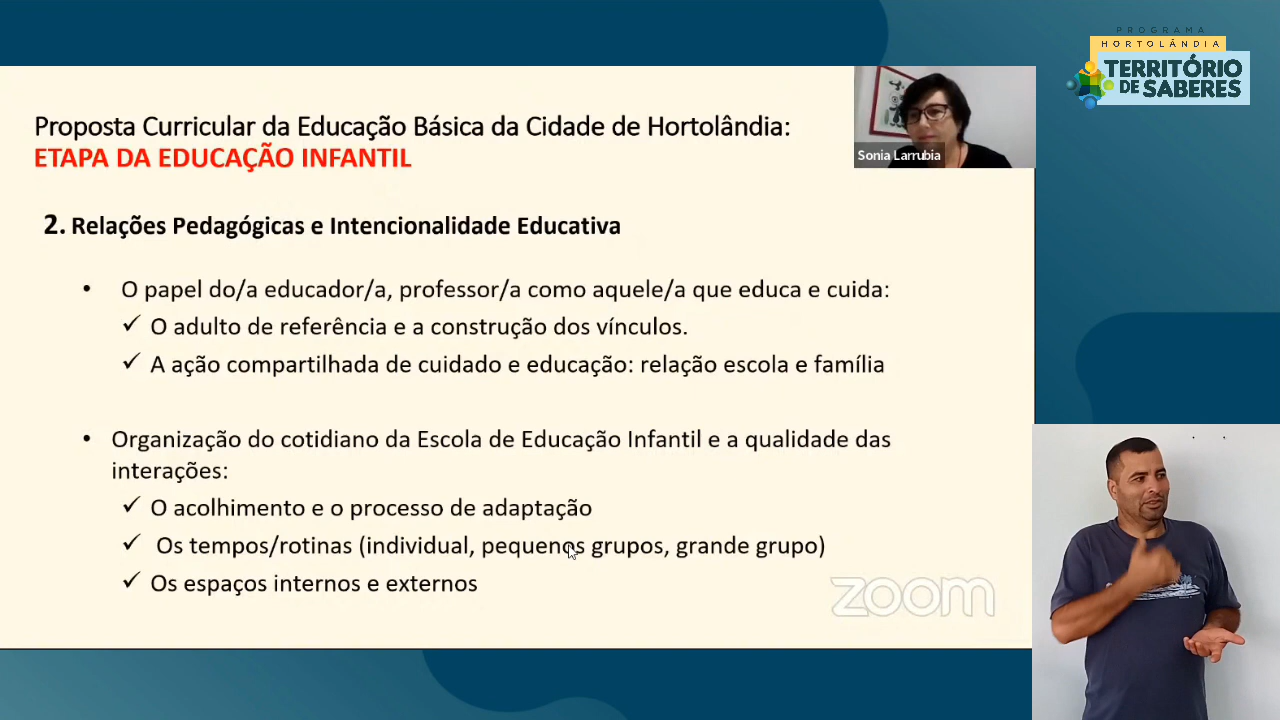 PROGRAMA
HORTOLÂNDIA
TERRITÓRIO
DE SABERES
Proposta Curricular da Educação Básica da Cidade de Hortolândia:
ETAPA DA EDUCAÇÃO INFANTIL
Sonia Larrubia
2. Relações Pedagógicas e Intencionalidade Educativa
• O papel do/a educador/a, professor/a como aquele/a que educa e cuida:
✓ O adulto de referência e a construção dos vínculos.
✓ A ação compartilhada de cuidado e educação: relação escola e família
• Organização do cotidiano da Escola de Educação Infantil e a qualidade das
interações:
✓ O acolhimento e o processo de adaptação
✓ Os tempos/rotinas (individual, pequenos grupos, grande grupo)
✓ Os espaços internos e externos
zoom